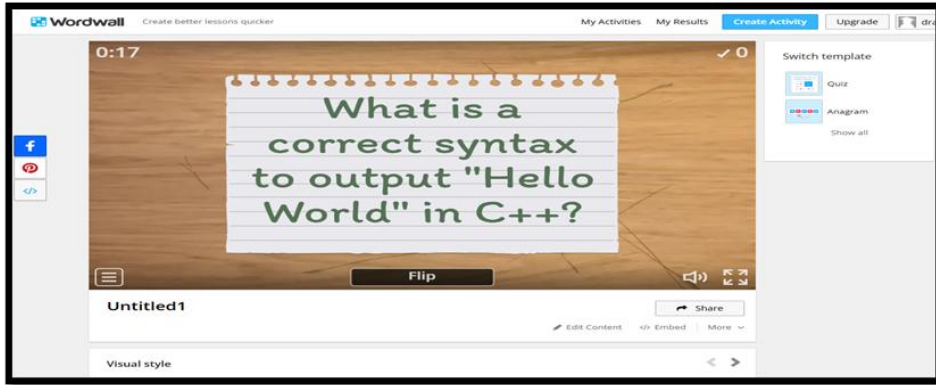 Wordwall Create better lessons quicker My Activities My Results Create Activity Upgrade dra
0:17 ✓ 0
What is a
correct syntax
to output "Hello
World" in C++?
Flip
Switch template
Quiz
Anagram
Show all
Untitled1
Share
Edit Content </> Embed More
Visual style